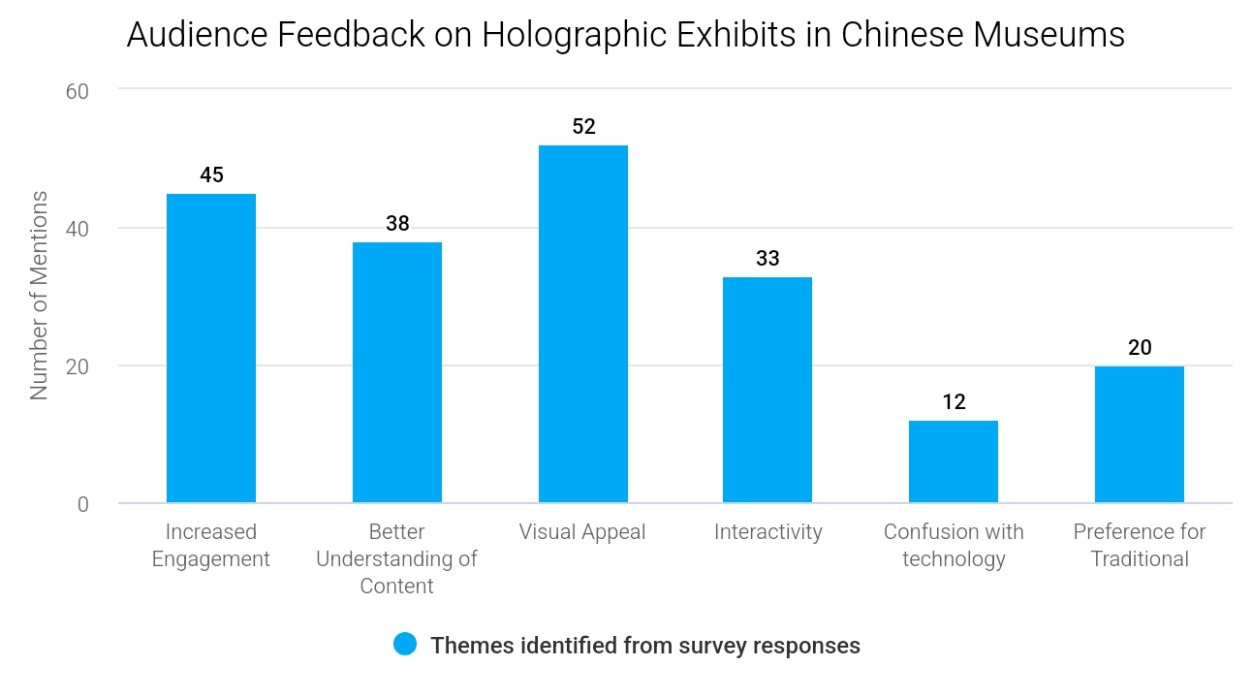 Audience Feedback on Holographic Exhibits in Chinese Museums
Number of Mentions
60
40
20
0
45
38
52
33
12
20
Increased
Engagement
Better
Understanding of
Content
Visual Appeal
Interactivity
Confusion with
technology
Preference for
Traditional
Themes identified from survey responses